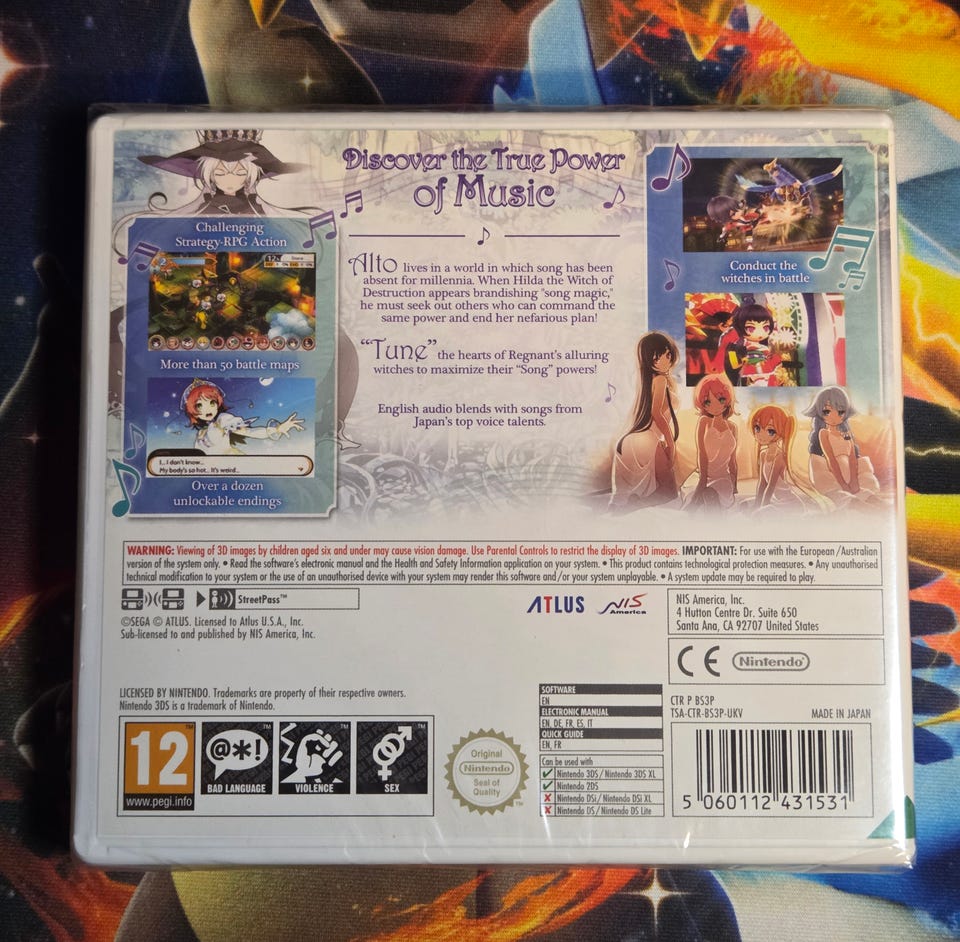 Discover the True Power
of Music
Challenging
Strategy-RPG Action
More than 50 battle maps
I... I don't know...
My body's so hot.. It's weird...
Over a dozen
unlockable endings
Alto lives in a world in which song has been
absent for millennia. When Hilda the Witch of
Destruction appears brandishing "song magic,"
he must seek out others who can command the
same power and end her nefarious plan!
“Tune” the hearts of Regnant's alluring
witches to maximize their “Song” powers!
English audio blends with songs from
Japan's top voice talents.
Conduct the
witches in battle
WARNING: Viewing of 3D images by children aged six and under may cause vision damage. Use Parental Controls to restrict the display of 3D images. IMPORTANT: For use with the European/Australian
version of the system only. • Read the software's electronic manual and the Health and Safety Information application on your system. • This product contains technological protection measures. • Any unauthorised
technical modification to your system or the use of an unauthorised device with your system may render this software and/or your system unplayable. • A system update may be required to play.
StreetPass™
©SEGA © ATLUS. Licensed to Atlus U.S.A., Inc.
Sub-licensed to and published by NIS America, Inc.
ATLUS
NIS
America
NIS America, Inc.
4 Hutton Centre Dr. Suite 650
Santa Ana, CA 92707 United States
CE
Nintendo®
LICENSED BY NINTENDO. Trademarks are property of their respective owners.
Nintendo 3DS is a trademark of Nintendo.
12
www.pegi.info
@*!
BAD LANGUAGE
VIOLENCE
SEX
Original
Nintendo
Seal of
Quality
SOFTWARE
EN
ELECTRONIC MANUAL
EN, DE, FR, ES, IT
QUICK GUIDE
EN, FR
Can be used with
Nintendo 3DS / Nintendo 3DS XL
Nintendo 2DS
Nintendo DSi / Nintendo DSi XL
Nintendo DS / Nintendo DS Lite
CTR P BS3P
TSA-CTR-BS3P-UKV
MADE IN JAPAN
5 060112 431531